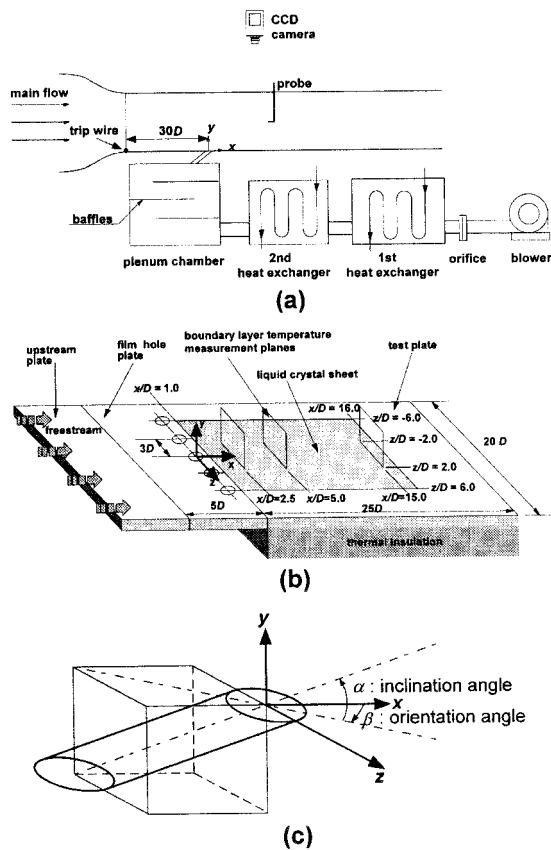 CCD
camera
main flow
probe
trip wire
30D
y
x
baffles
plenum chamber
2nd
heat exchanger
1st
heat exchanger
orifice
blower
(a)
boundary layer temperature
measurement planes
test plate
film hole
plate
upstream
plate
liquid crystal sheet
x/D = 1.0
x/D= 16.0
z/D= -6.0
freestream
y
z/D= -2.0
20 D
3D
x
z
z/D= 2.0
z/D= 6.0
x/D=2.5
x/D=5.0
x/D=15.0
5D
25D
thermal insulation
(b)
y
α : inclination angle
x
β : orientation angle
z
(c)